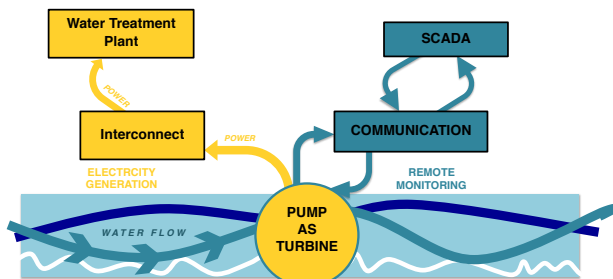 Water Treatment
Plant
SCADA
POWER
Interconnect
POWER
COMMUNICATION
ELECTRCITY
GENERATION
REMOTE
MONITORING
PUMP
AS
TURBINE
WATER FLOW